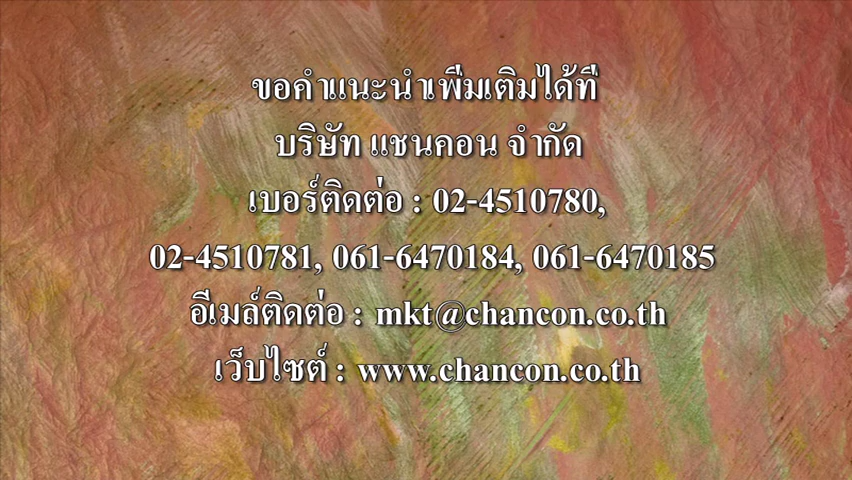 ขอคำแนะนำเพิ่มเติมได้ที่
บริษัท แชนคอน จำกัด
เบอร์ติดต่อ : 02-4510780,
02-4510781, 061-6470184, 061-6470185
อีเมล์ติดต่อ : mkt@chancon.co.th
เว็บไซต์ : www.chancon.co.th